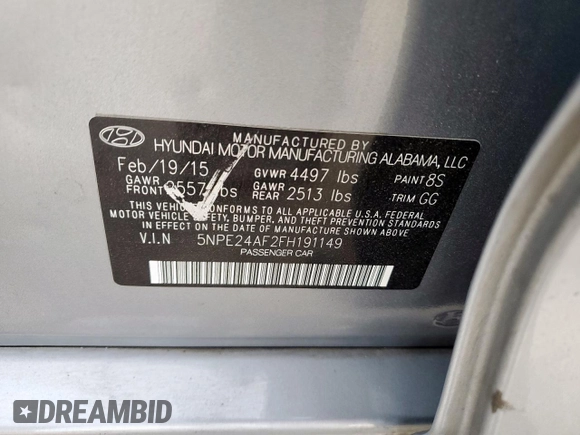 MANUFACTURED BY
HYUNDAI MOTOR MANUFACTURING ALABAMA, LLC
Feb/19/15 GVWR 4497 lbs PAINT 8S
GAWR FRONT lbs GAWR REAR 2513 lbs TRIM GG
THIS VEHICLE CONFORMS TO ALL APPLICABLE U.S.A. FEDERAL
MOTOR VEHICLE SAFETY, BUMPER, AND THEFT PREVENTION STANDARDS
IN EFFECT ON THE DATE OF MANUFACTURE SHOWN ABOVE.
V.I.N 5NPE24AF2FH191149
PASSENGER CAR
DREAMBID